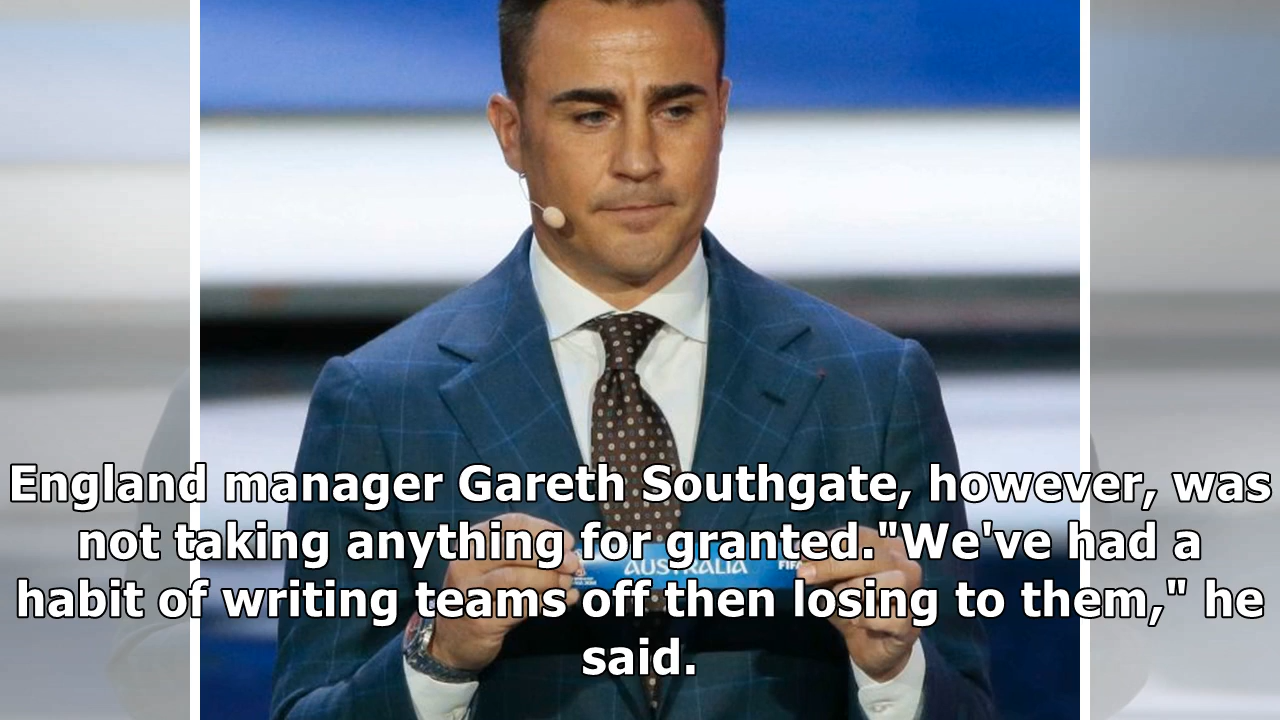 England manager Gareth Southgate, however, was
not taking anything for granted."We've had a
AUSTRALIA
habit of writing teams off then losing to them," he
said.